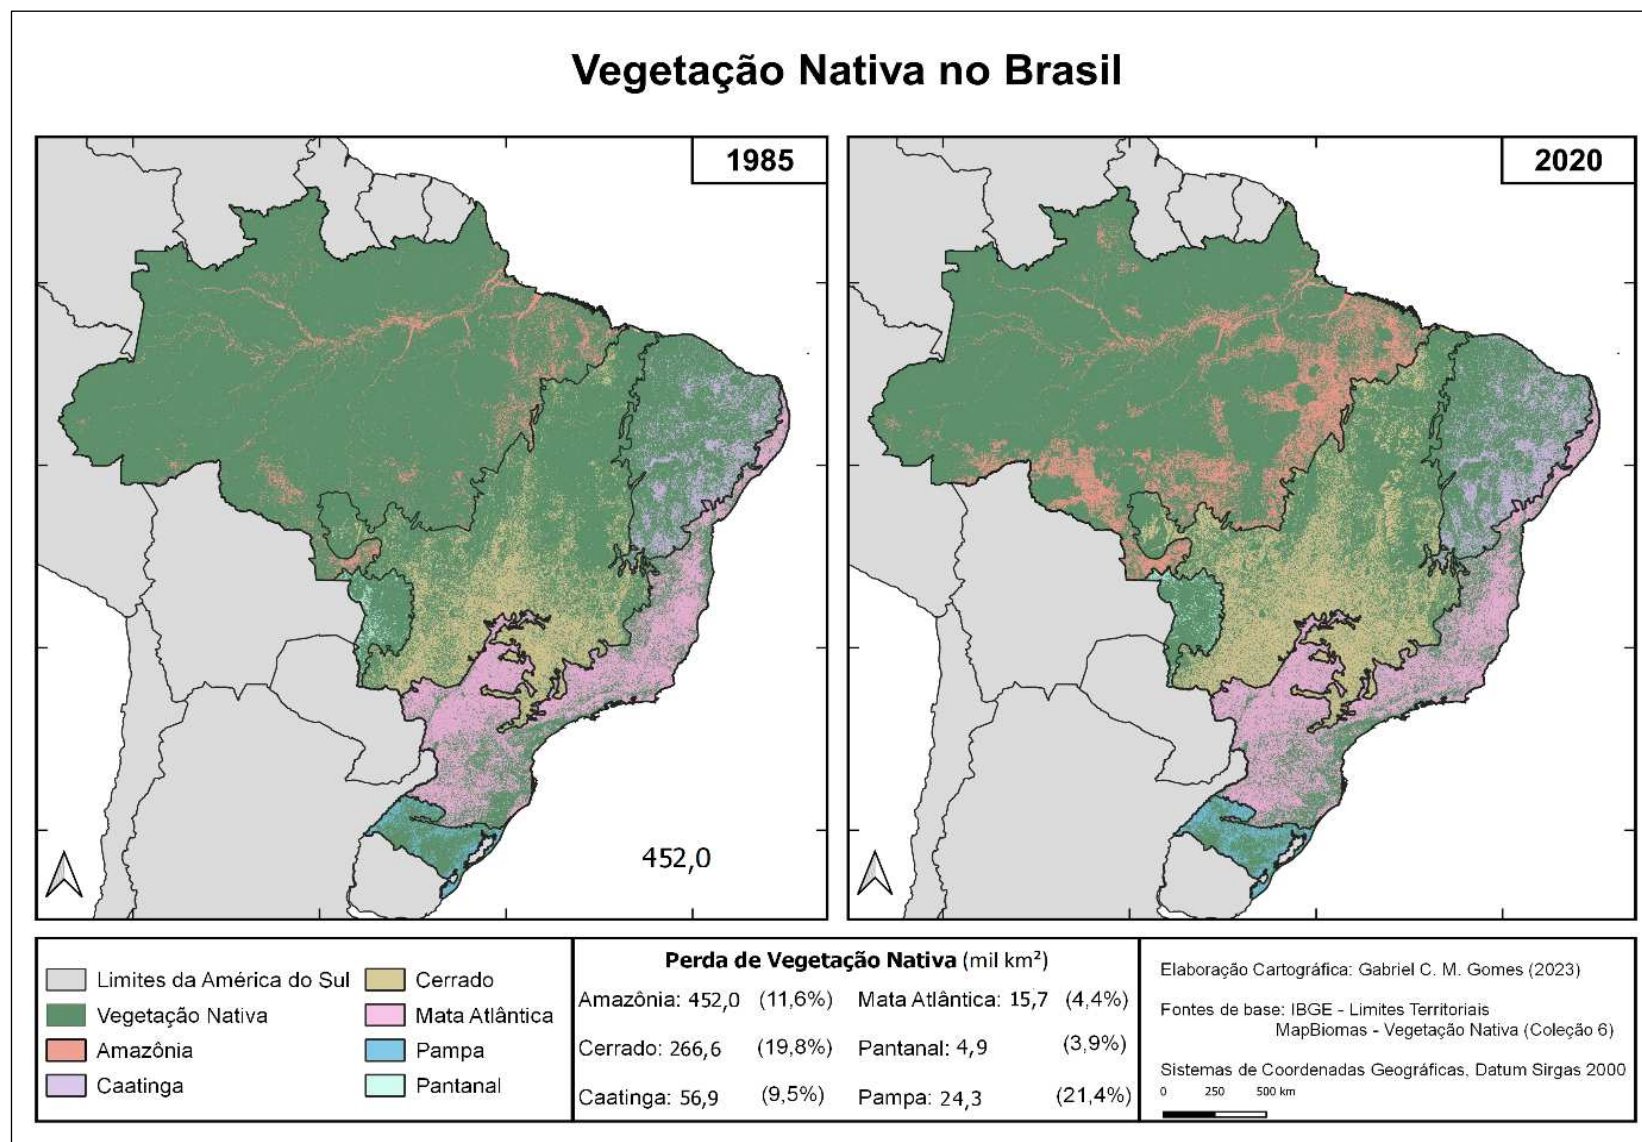 Vegetação Nativa no Brasil
1985
2020
452,0
Limites da América do Sul
Vegetação Nativa
Amazônia
Caatinga
Cerrado
Mata Atlântica
Pampa
Pantanal
Perda de Vegetação Nativa (mil km²)
Amazônia: 452,0 (11,6%) Mata Atlântica: 15,7 (4,4%)
Cerrado: 266,6 (19,8%) Pantanal: 4,9 (3,9%)
Caatinga: 56,9 (9,5%) Pampa: 24,3 (21,4%)
Elaboração Cartográfica: Gabriel C. M. Gomes (2023)
Fontes de base: IBGE - Limites Territoriais
MapBiomas - Vegetação Nativa (Coleção 6)
Sistemas de Coordenadas Geográficas, Datum Sirgas 2000
0 250 500 km